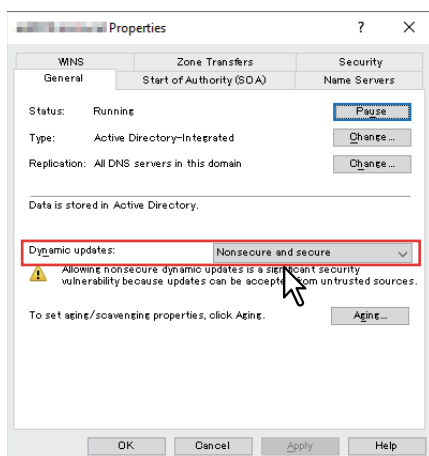 Properties
?
WINS Zone Transfers Security
General Start of Authority (SOA) Name Servers
Status: Running Pause
Type: Active Directory-Integrated Change...
Replication: All DNS servers in this domain Change...
Data is stored in Active Directory.
Dynamic updates: Nonsecure and secure
Allowing nonsecure dynamic updates is a significant security
vulnerability because updates can be accepted from untrusted sources.
To set aging/scavenging properties, click Aging. Aging...
OK Cancel Apply Help